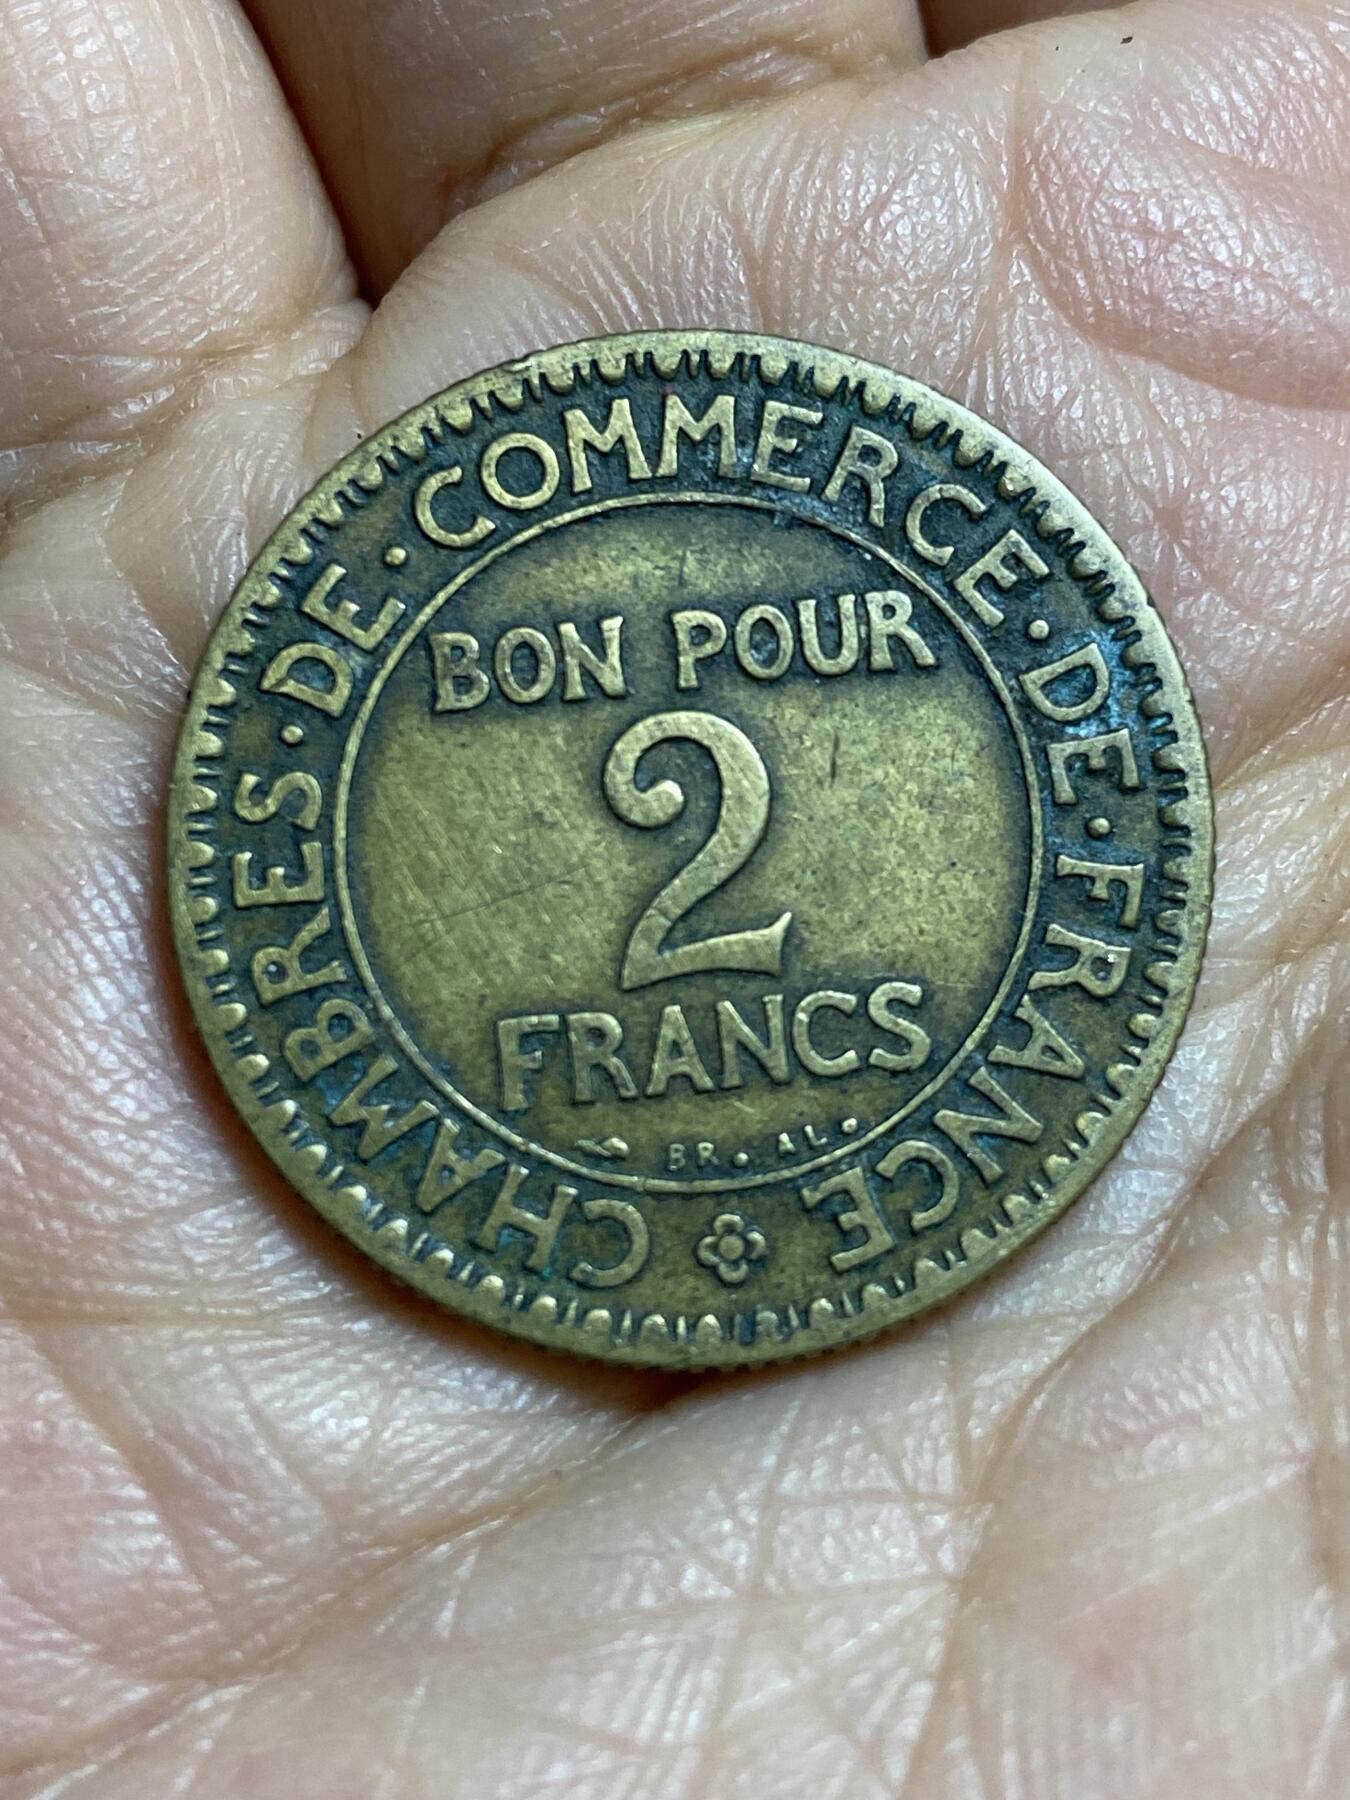 CHAMBRES·DE·COMMERCE·DE·FRANCE
BON POUR
2
FRANCS
BR. AL.